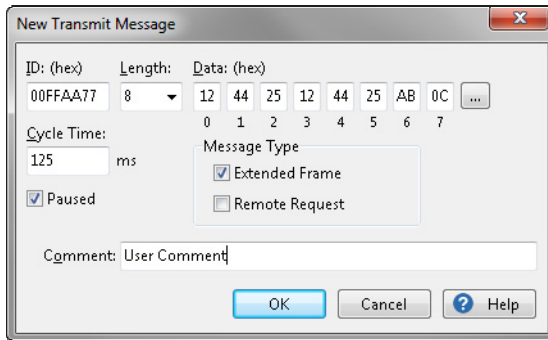 New Transmit Message
ID: (hex) Length: Data: (hex)
00FFAA77 8 12 44 25 12 44 25 AB 0C ...
0 1 2 3 4 5 6 7
Cycle Time:
125 ms
Message Type
Extended Frame
Paused
Remote Request
Comment: User Comment
OK Cancel ? Help